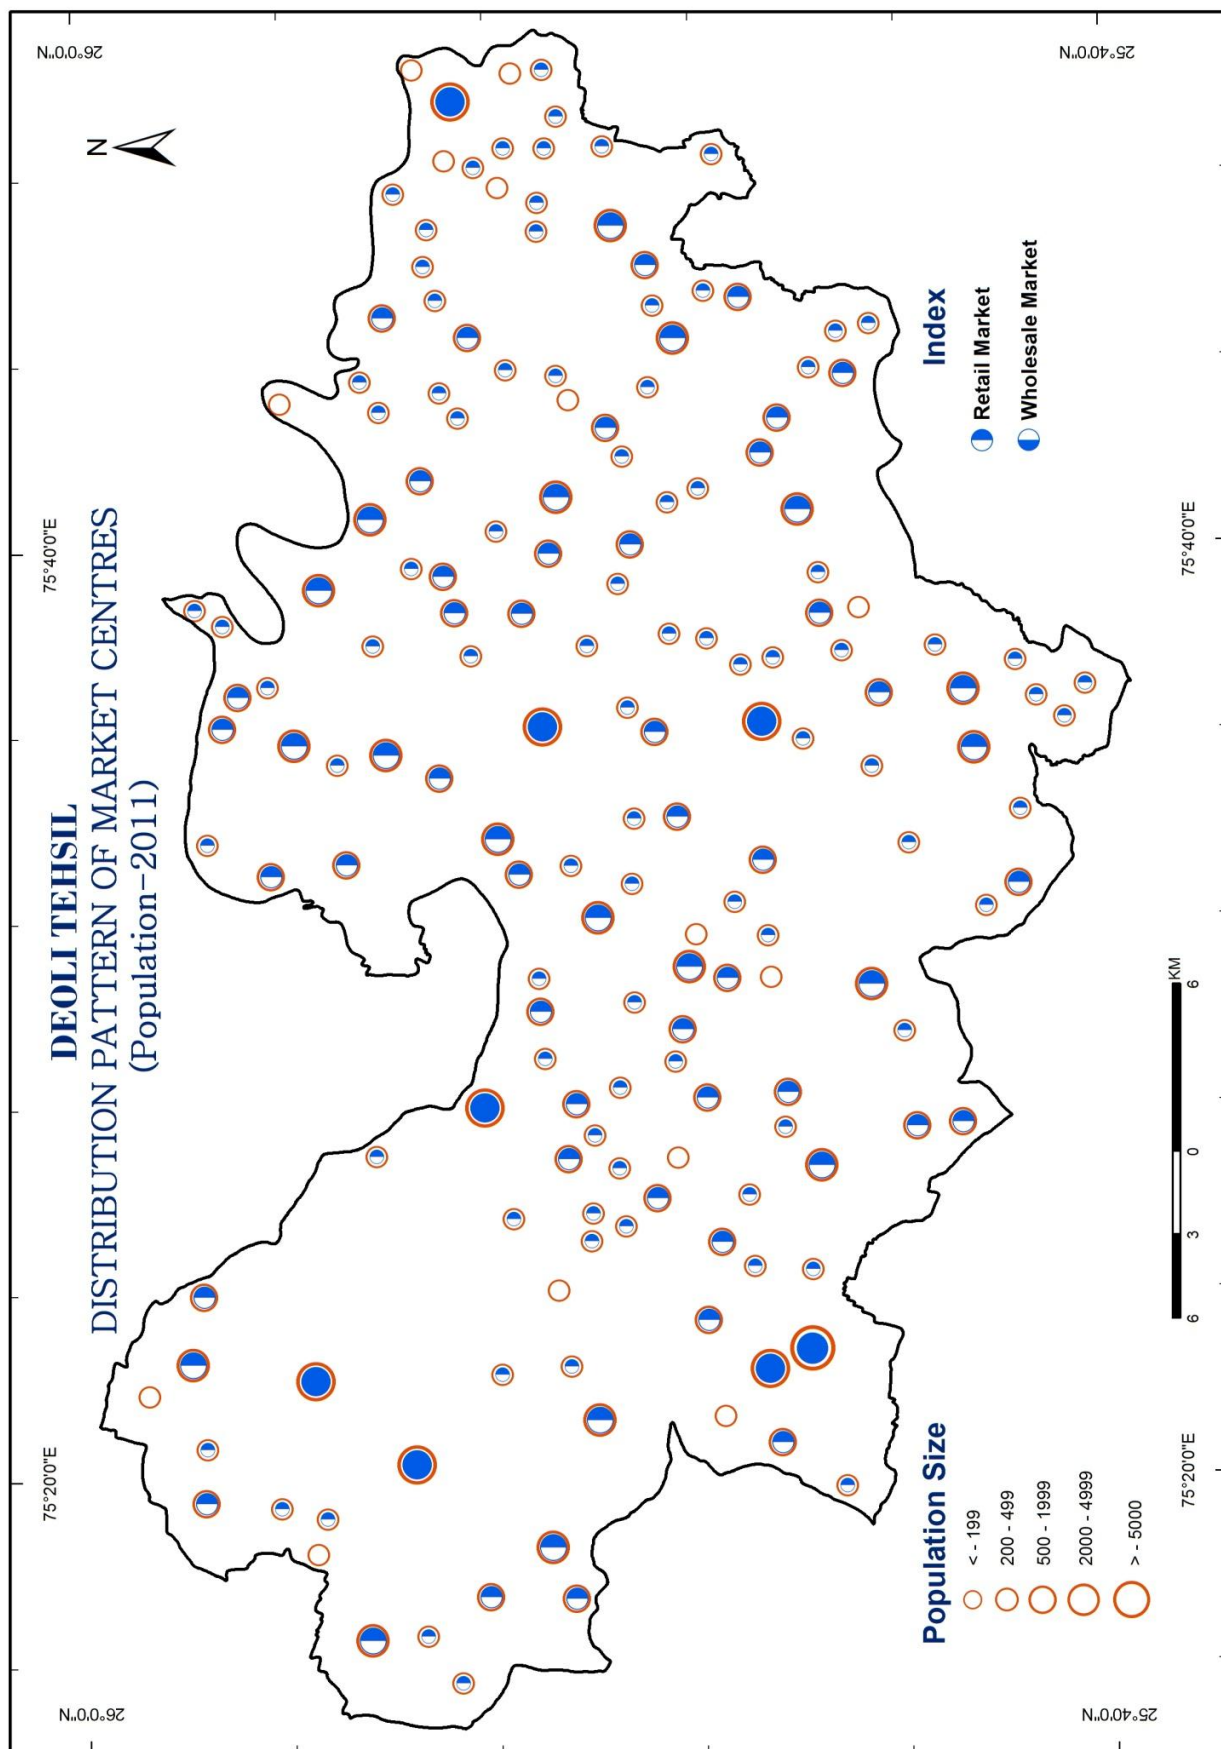 DEOLI TEHSIL
DISTRIBUTION PATTERN OF MARKET CENTRES
(Population-2011)
75°20'0"E
75°40'0"E
26°0'0"N
26°0'0"N
N
25°40'0"N
25°40'0"N
75°20'0"E
75°40'0"E
Population Size
< - 199
200 - 499
500 - 1999
2000 - 4999
> - 5000
6 3 0 6
KM
Index
Retail Market
Wholesale Market